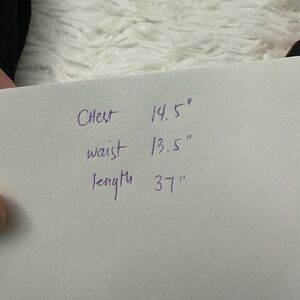 Chest 14.5"
waist 13.5"
length 37"